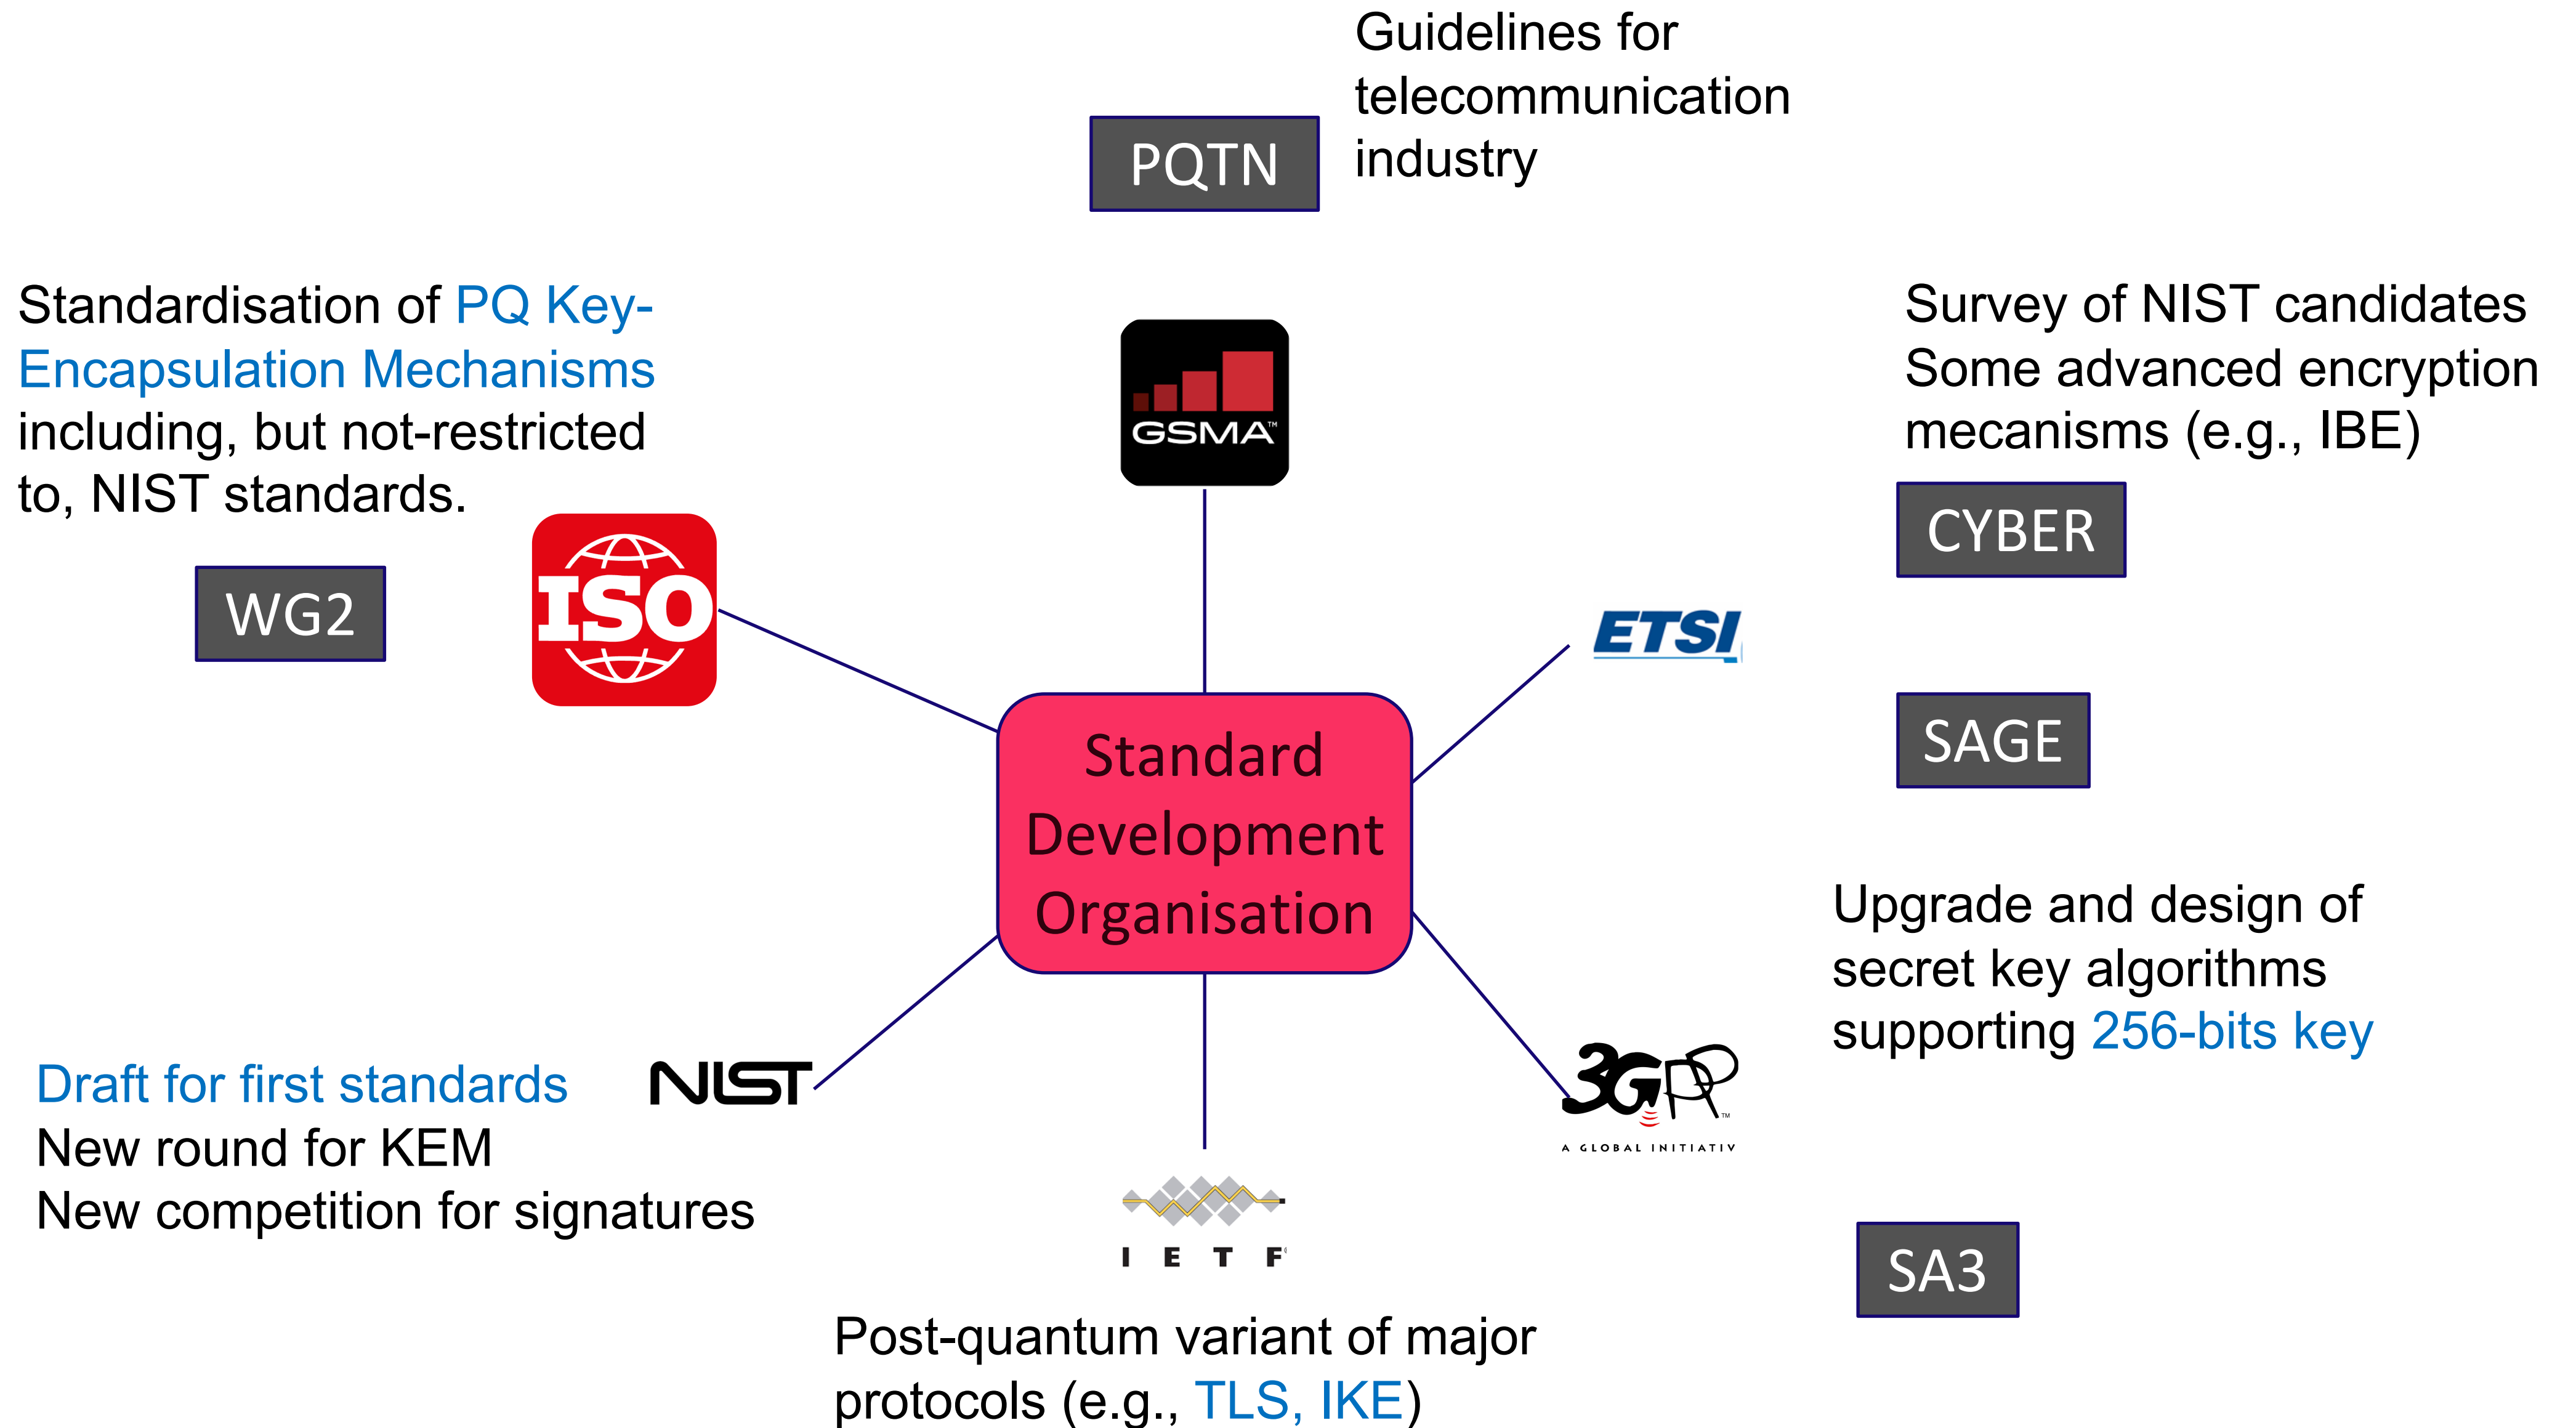 Guidelines for
telecommunication
industry
PQTN
Standardisation of PQ Key-
Encapsulation Mechanisms
including, but not-restricted
to, NIST standards.
WG2
ISO
GSMA™
Survey of NIST candidates
Some advanced encryption
mecanisms (e.g., IBE)
CYBER
ETSI
SAGE
Standard
Development
Organisation
Upgrade and design of
secret key algorithms
supporting 256-bits key
3GPP™
A GLOBAL INITIATIV
SA3
NIST
Draft for first standards
New round for KEM
New competition for signatures
IETF
Post-quantum variant of major
protocols (e.g., TLS, IKE)